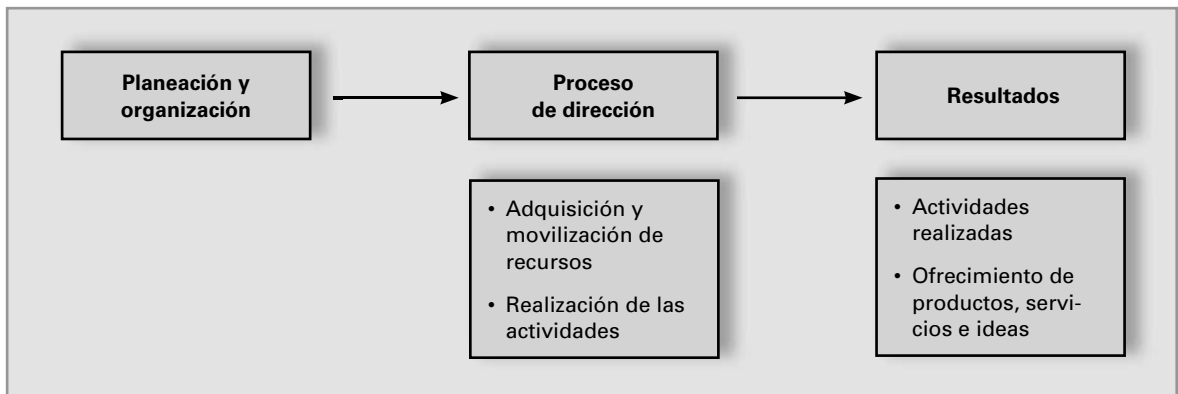 Planeación y
organización
Proceso
de dirección
Resultados
• Adquisición y
movilización de
recursos
• Realización de las
actividades
• Actividades
realizadas
• Ofrecimiento de
productos, servi-
cios e ideas